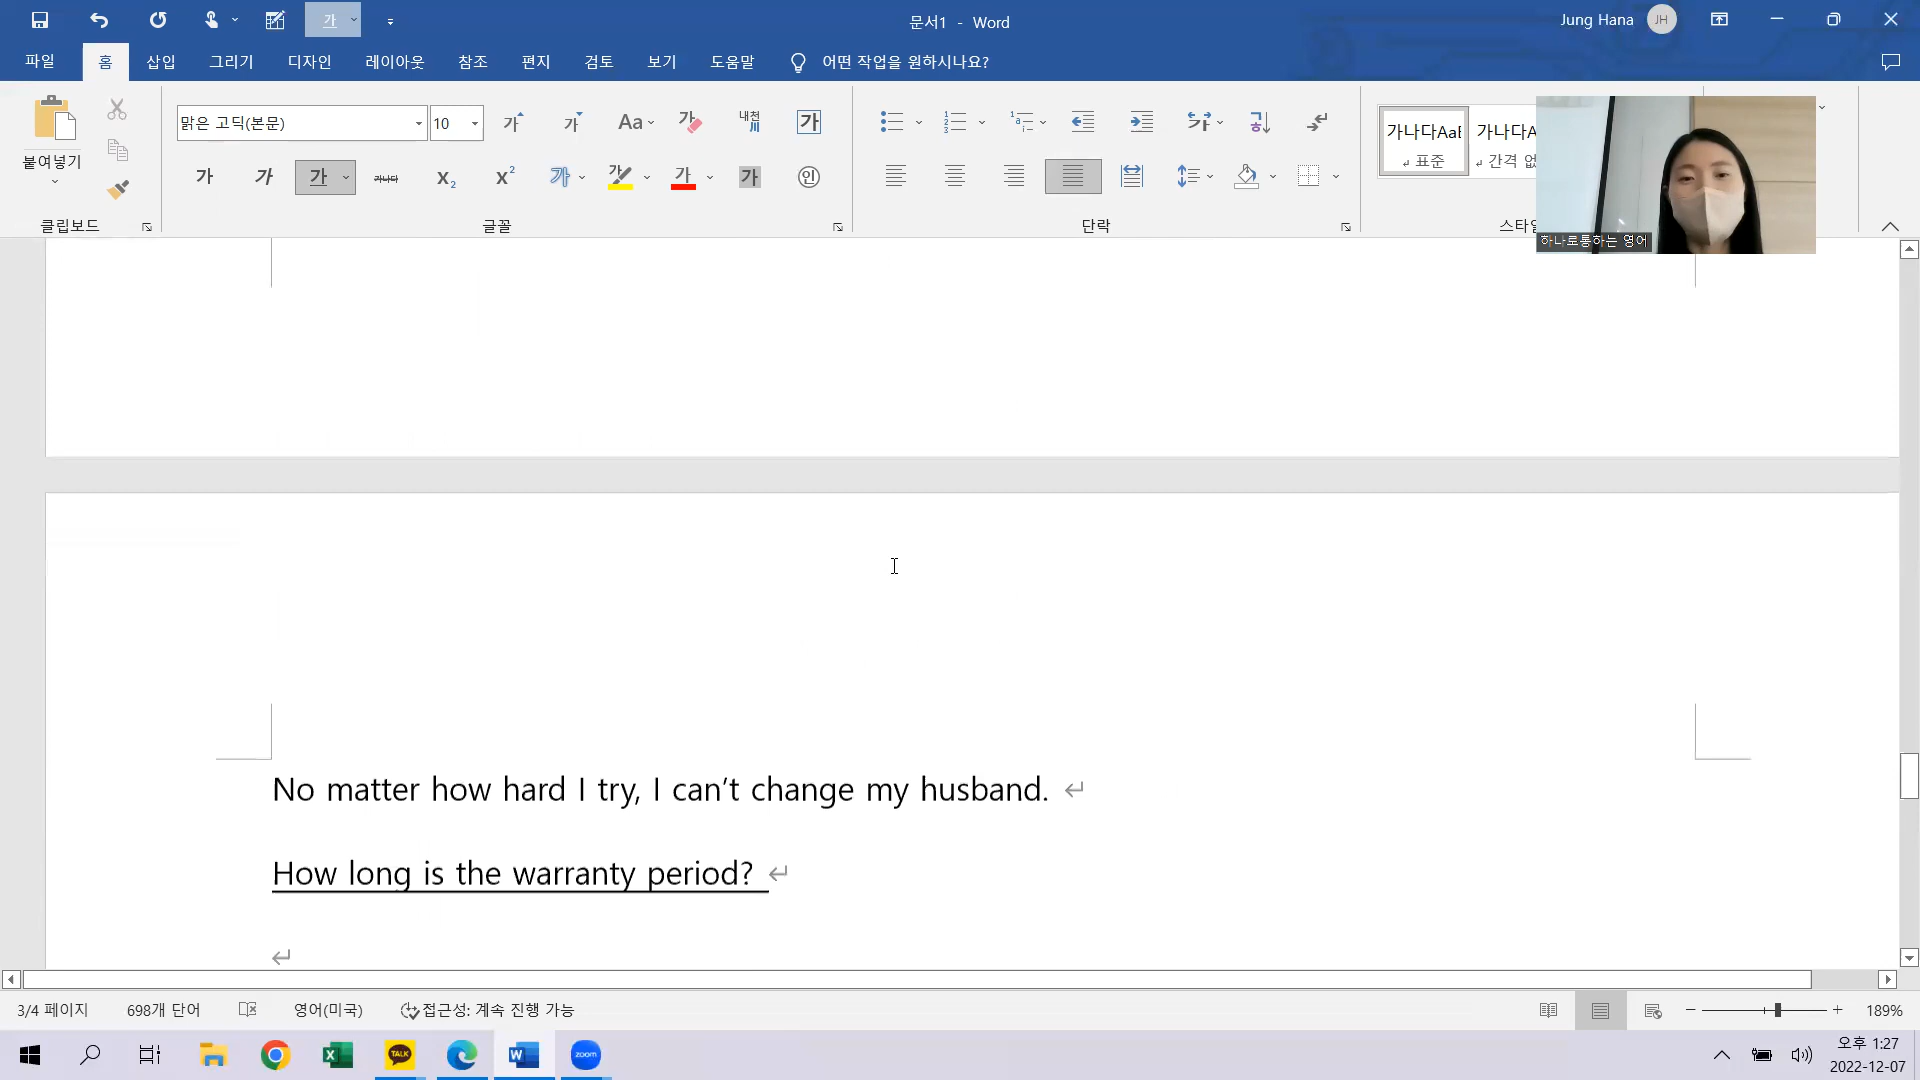 문서1 - Word
Jung Hana
JH
파일 홈 삽입 그리기 디자인 레이아웃 참조 편지 검토 보기 도움말 어떤 작업을 원하시나요?
붙여넣기
클립보드
맑은 고딕(본문)
10
글꼴
단락
가나다AaB
표준
가나다A
간격 없
스타일
하나로통하는 영어
No matter how hard I try, I can’t change my husband.
How long is the warranty period?
3/4 페이지
698개 단어
영어(미국)
접근성: 계속 진행 가능
189%
TALK
zoom
오후 1:27
2022-12-07